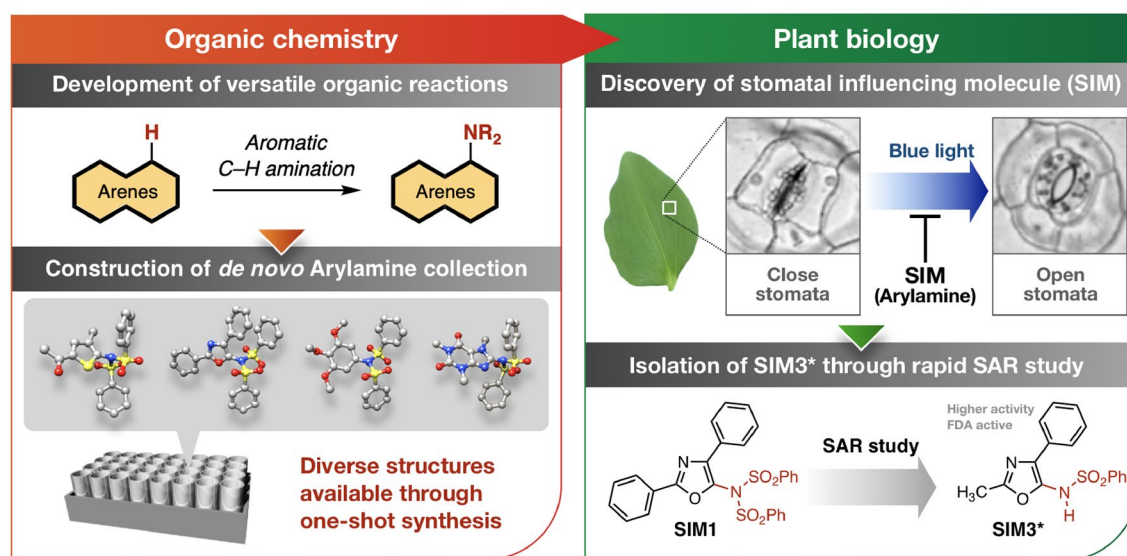 Organic chemistry
Development of versatile organic reactions
H
Arenes
Aromatic
C–H amination
NR2
Arenes
Construction of de novo Arylamine collection
Diverse structures
available through
one-shot synthesis
Plant biology
Discovery of stomatal influencing molecule (SIM)
Blue light
SIM
(Arylamine)
Close
stomata
Open
stomata
Isolation of SIM3* through rapid SAR study
N
O
N
SO2Ph
SO2Ph
SIM1
SAR study
Higher activity
FDA active
H3C
N
O
N
H
SO2Ph
SIM3*